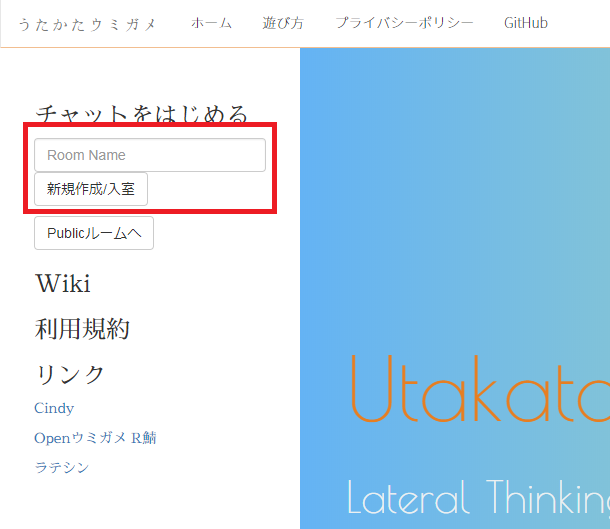 うたかたウミガメ ホーム 遊び方 プライバシーポリシー GitHub
チャットをはじめる
Room Name
新規作成/入室
Publicルームへ
Wiki
利用規約
リンク
Cindy
Openウミガメ R鯖
ラテシン
Utakata
Lateral Thinking